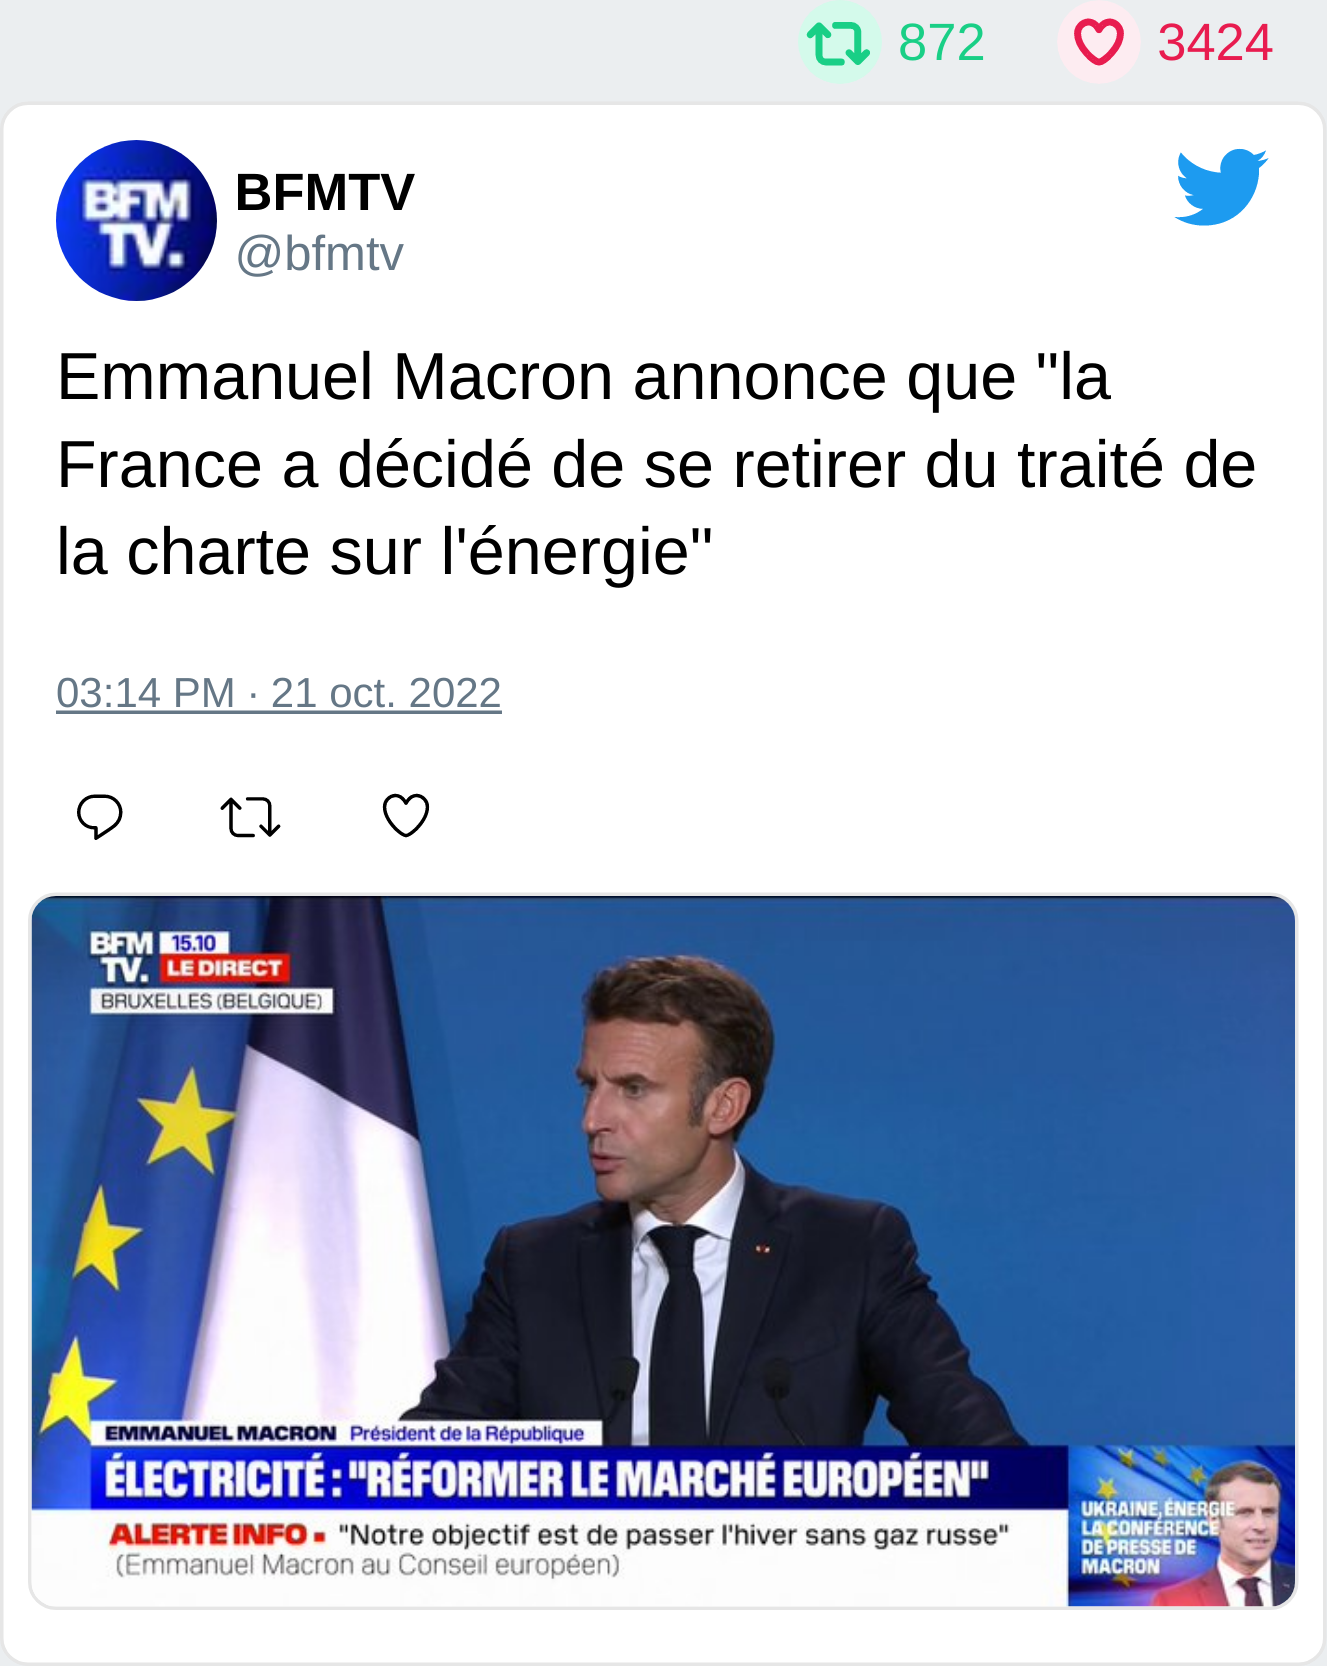 872 3424
BFM
TV.
BFMTV
@bfmtv
Emmanuel Macron annonce que "la
France a décidé de se retirer du traité de
la charte sur l'énergie"
03:14 PM · 21 oct. 2022
BFM 15.10
TV. LE DIRECT
BRUXELLES (BELGIQUE)
EMMANUEL MACRON Président de la République
ÉLECTRICITÉ : "RÉFORMER LE MARCHÉ EUROPÉEN"
ALERTE INFO ▪ "Notre objectif est de passer l'hiver sans gaz russe"
(Emmanuel Macron au Conseil européen)
UKRAINE, ÉNERGIE
LA CONFÉRENCE
DE PRESSE DE
MACRON